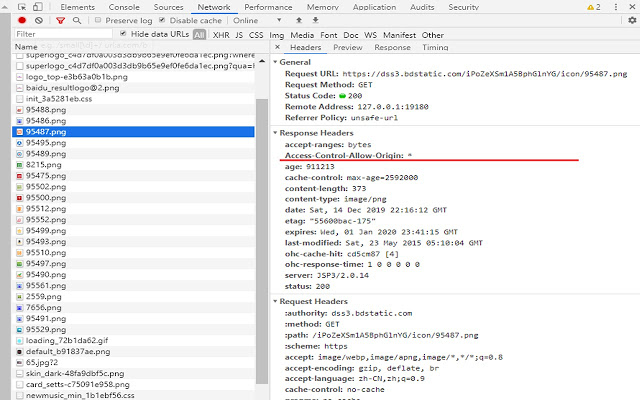 Elements Console Sources Network Performance Memory Application Security Audits 2
Preserve log Disable cache Online
Filter Hide data URLs All XHR JS CSS Img Media Font Doc WS Manifest Other
Name
superlogo_c4d7df0a003d3db9b65e9ef0fe6da1ec.png?qua=
logo_top-e3b63a0b1b.png
baidu_resultlogo@2.png
init_3a5281eb.css
95488.png
95486.png
95487.png
95495.png
95489.png
8215.png
95475.png
95502.png
95500.png
95512.png
95496.png
95499.png
95493.png
95510.png
95497.png
95490.png
95561.png
2559.png
7656.png
95491.png
95529.png
loading_72b1da62.gif
default_b91837ae.png
65.jpg?2
skin_dark-48fa9dbf5c.png
card_setts-c75091e958.png
newmusic_min_1b1ebf56.css
Headers Preview Response Timing
General
Request URL: https://dss3.bdstatic.com/iPoZeXSm1A5BphGlnYG/icon/95487.png
Request Method: GET
Status Code: 200
Remote Address: 127.0.0.1:19180
Referrer Policy: unsafe-url
Response Headers
accept-ranges: bytes
Access-Control-Allow-Origin: *
age: 911213
cache-control: max-age=2592000
content-length: 373
content-type: image/png
date: Sat, 14 Dec 2019 22:16:12 GMT
etag: "55600bac-175"
expires: Wed, 01 Jan 2020 23:41:15 GMT
last-modified: Sat, 23 May 2015 05:10:04 GMT
ohc-cache-hit: cd5cm87 [4]
ohc-response-time: 1 0 0 0 0 0
server: JSP3/2.0.14
status: 200
Request Headers
:authority: dss3.bdstatic.com
:method: GET
:path: /iPoZeXSm1A5BphGlnYG/icon/95487.png
:scheme: https
accept: image/webp,image/apng,image/*,*/*;q=0.8
accept-encoding: gzip, deflate, br
accept-language: zh-CN,zh;q=0.9
cache-control: no-cache